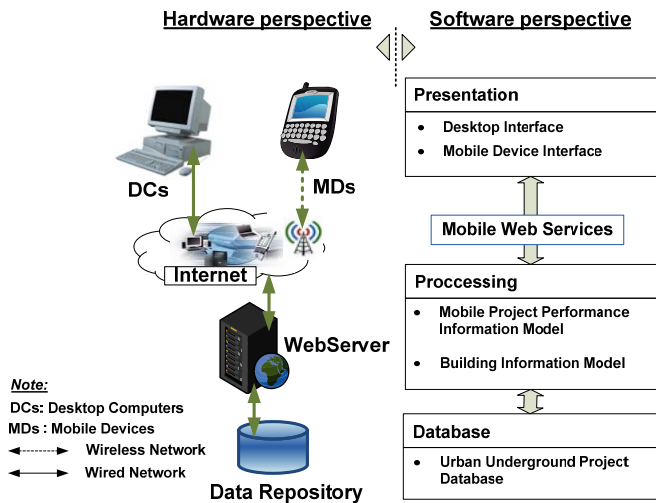 Hardware perspective
Software perspective
DCs
MDs
Internet
WebServer
Data Repository
Note:
DCs: Desktop Computers
MDs : Mobile Devices
Wireless Network
Wired Network
Presentation
• Desktop Interface
• Mobile Device Interface
Mobile Web Services
Proccessing
• Mobile Project Performance
Information Model
• Building Information Model
Database
• Urban Underground Project
Database